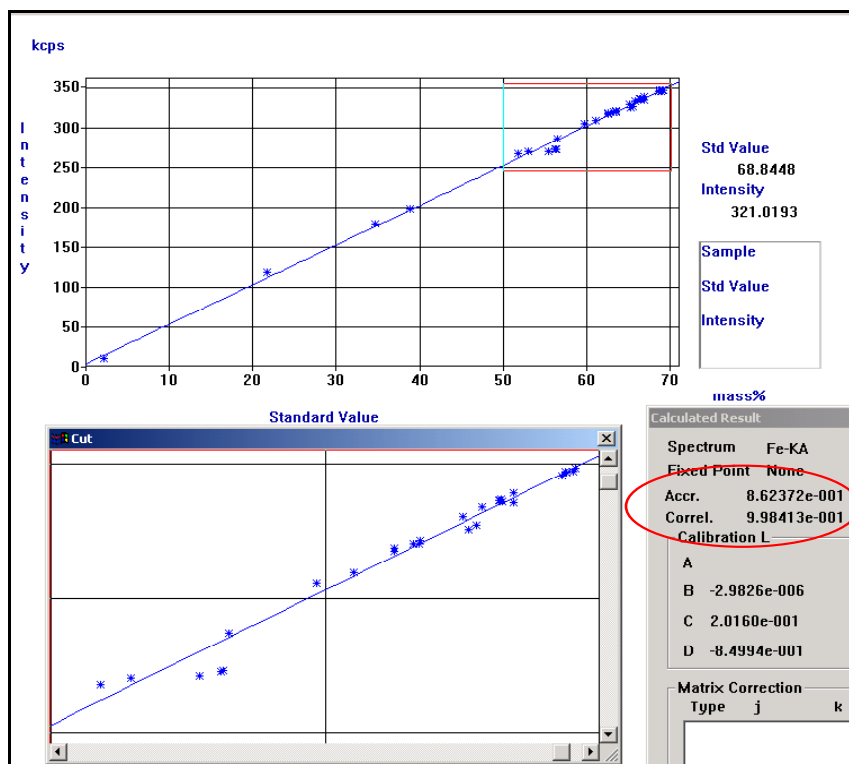 kcps
Intensity
350
300
250
200
150
100
50
0
0 10 20 30 40 50 60 70
mass%
Standard Value
Std Value
68.8448
Intensity
321.0193
Sample
Std Value
Intensity
Cut
Calculated Result
Spectrum Fe-KA
Fixed Point None
Accr. 8.62372e-001
Correl. 9.98413e-001
Calibration L
A
B -2.9826e-006
C 2.0160e-001
D -8.4994e-001
Matrix Correction
Type j k